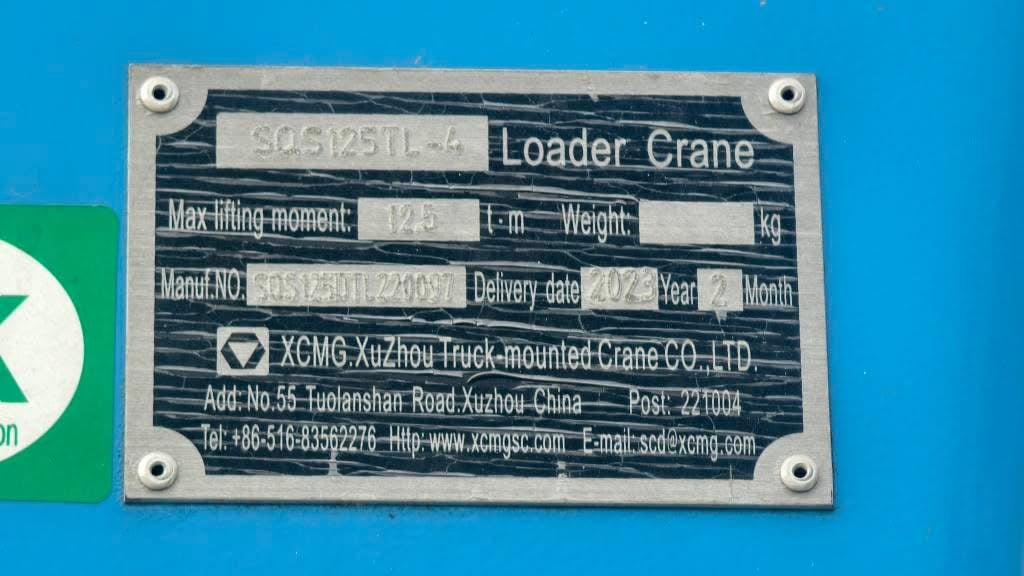 SQS125TL-4 Loader Crane
Max lifting moment: 12.5 t·m Weight: kg
Manuf.NO. SQS125DTL220097 Delivery date 2023 Year 2 Month
XCMG.XuZhou Truck-mounted Crane CO.,LTD.
Add: No.55 Tuolanshan Road.Xuzhou China Post: 221004
Tel: +86-516-83562276 Http: www.xcmgsc.com E-mail: scd@xcmg.com